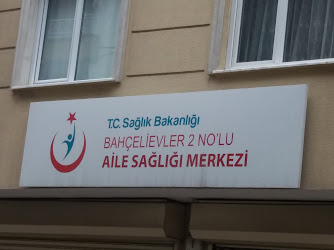 T.C. Sağlık Bakanlığı
BAHÇELİEVLER 2 NO'LU
AİLE SAĞLIĞI MERKEZİ